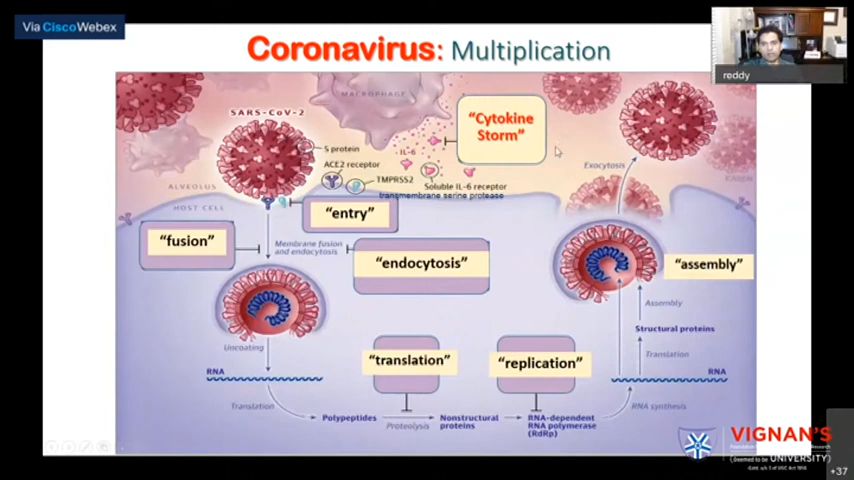 Via CiscoWebex
Coronavirus: Multiplication
reddy
MACROPHAGE
"Cytokine
Storm"
SARS-CoV-2
S protein
IL-6
ACE2 receptor
TMPRSS2
Soluble IL-6 receptor
transmembrane serine protease
Exocytosis
ALVEOLUS
HOST CELL
"entry"
"fusion"
Membrane fusion
and endocytosis
"endocytosis"
"assembly"
Assembly
Structural proteins
Uncoating
"translation"
"replication"
Translation
RNA
RNA
Translation
Polypeptides
Proteolysis
Nonstructural
proteins
RNA-dependent
RNA polymerase
(RdRp)
RNA synthesis
VIGNAN'S
(Deemed to be UNIVERSITY)
+37